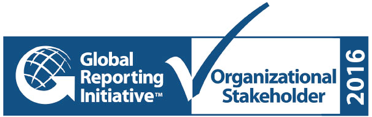 Global
Reporting
Initiative™
Organizational
Stakeholder
2016